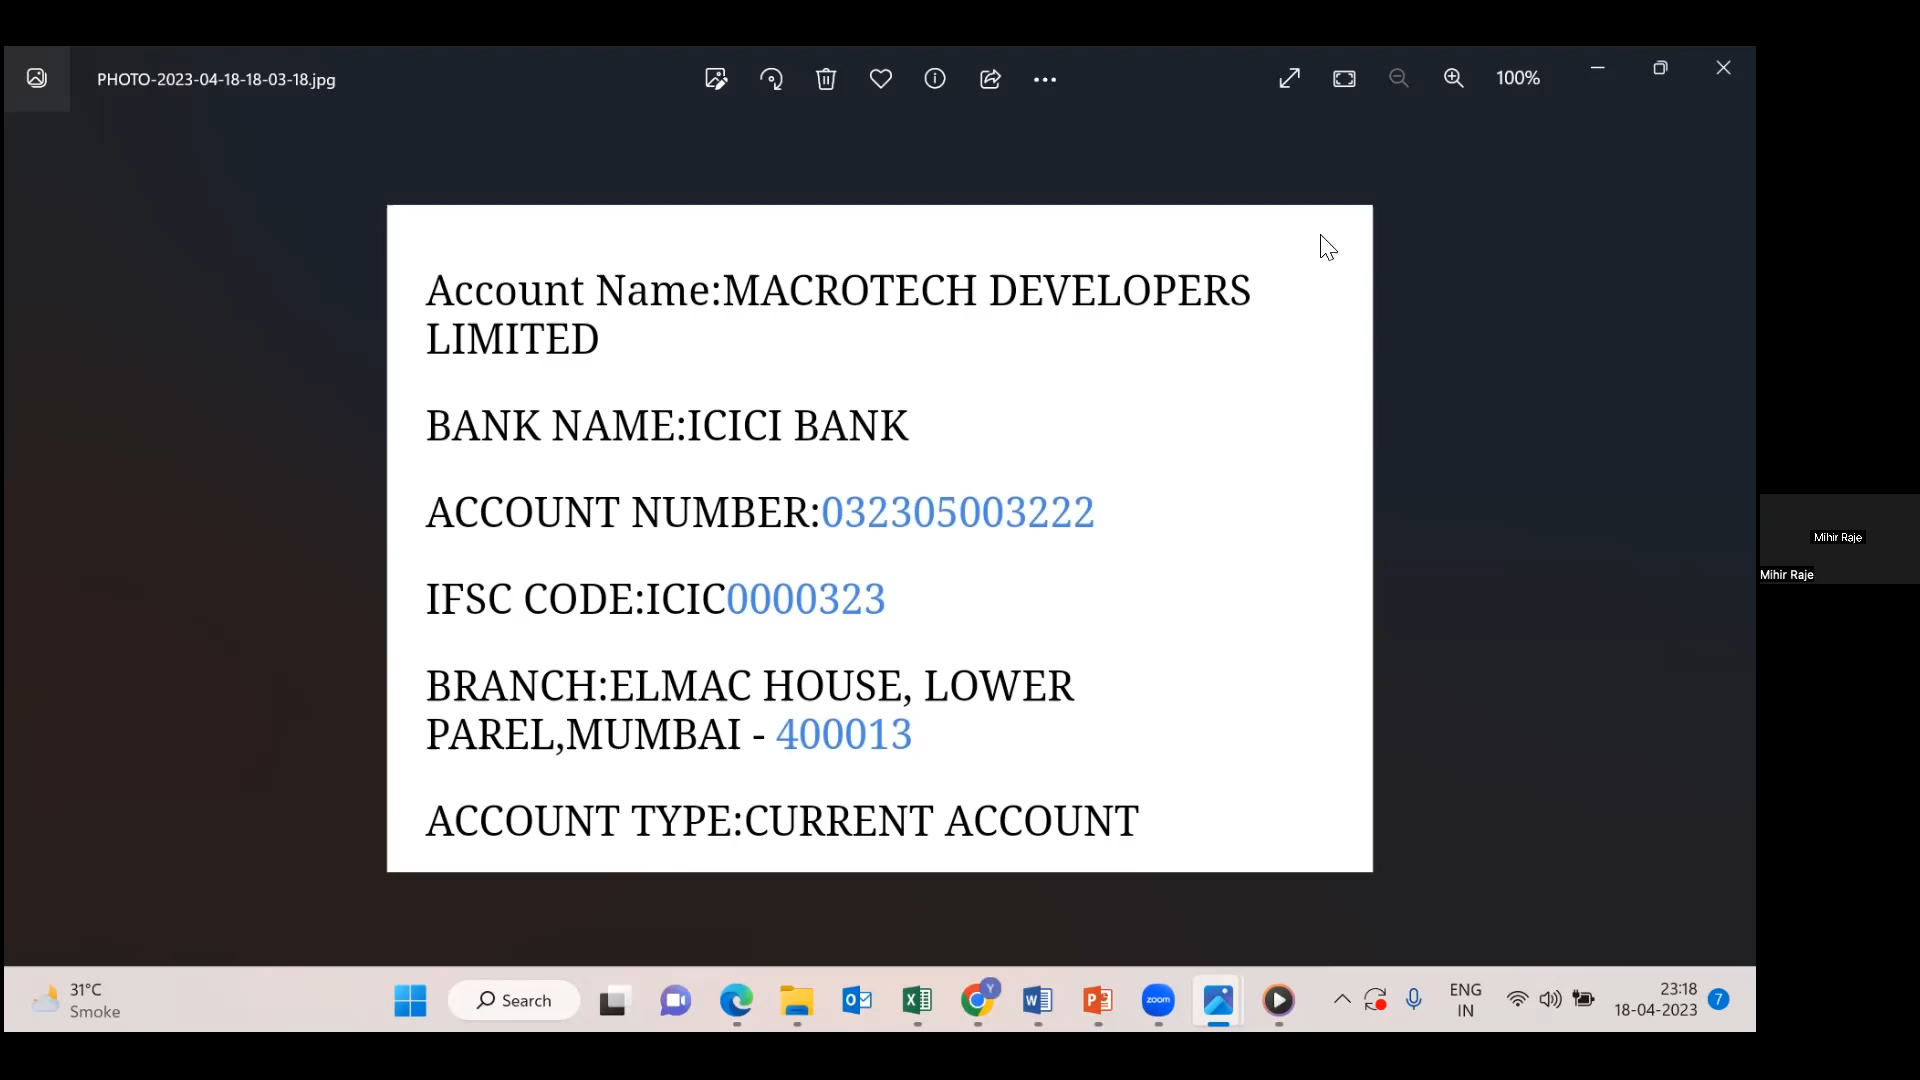 PHOTO-2023-04-18-18-03-18.jpg
100%
Account Name:MACROTECH DEVELOPERS
LIMITED
BANK NAME:ICICI BANK
ACCOUNT NUMBER:032305003222
IFSC CODE:ICIC0000323
BRANCH:ELMAC HOUSE, LOWER
PAREL,MUMBAI - 400013
ACCOUNT TYPE:CURRENT ACCOUNT
Mihir Raje
Mihir Raje
31°C
Smoke
Search
Y
zoom
ENG
IN
23:18
18-04-2023
7